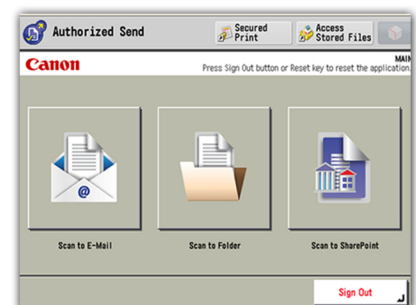 Authorized Send
Secured
Print
Access
Stored Files
Canon
MAIN
Press Sign Out button or Reset key to reset the application.
@
Scan to E-Mail
Scan to Folder
Scan to SharePoint
Sign Out